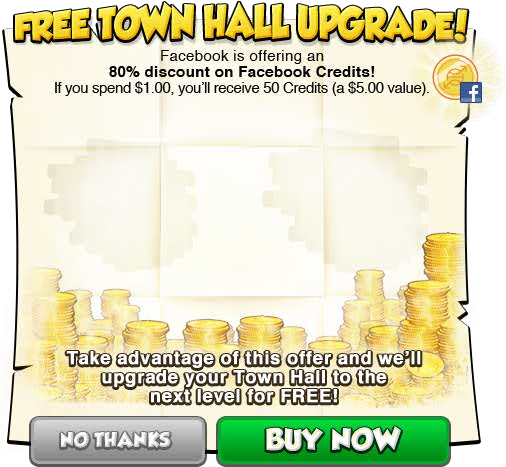 FREE TOWN HALL UPGRADE!
Facebook is offering an
80% discount on Facebook Credits!
If you spend $1.00, you'll receive 50 Credits (a $5.00 value).
f
Take advantage of this offer and we'll
upgrade your Town Hall to the
next level for FREE!
NO THANKS
BUY NOW